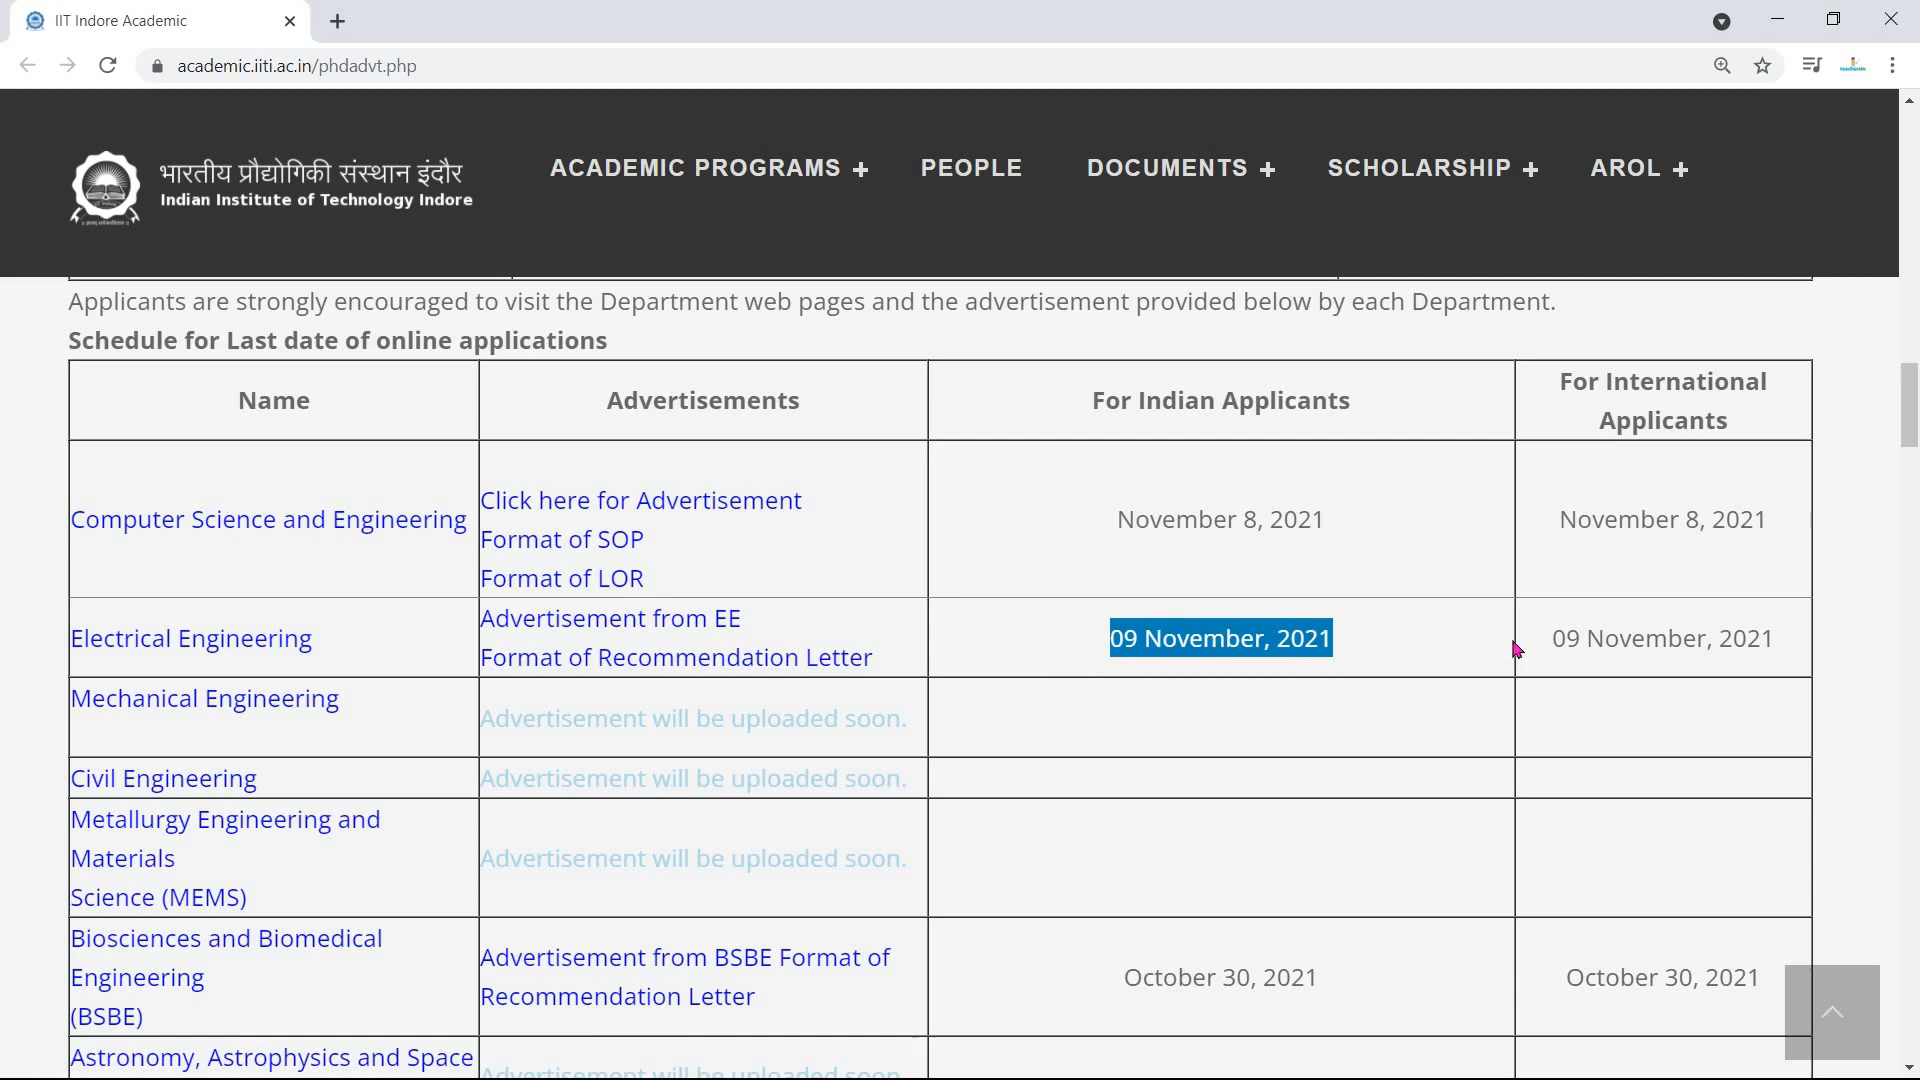 IIT Indore Academic
academic.iiti.ac.in/phdadvt.php
भारतीय प्रौद्योगिकी संस्थान इंदौर
Indian Institute of Technology Indore
ACADEMIC PROGRAMS +
PEOPLE
DOCUMENTS +
SCHOLARSHIP +
AROL +
Applicants are strongly encouraged to visit the Department web pages and the advertisement provided below by each Department.
Schedule for Last date of online applications
Name
Advertisements
For Indian Applicants
For International
Applicants
Computer Science and Engineering
Click here for Advertisement
Format of SOP
Format of LOR
November 8, 2021
November 8, 2021
Electrical Engineering
Advertisement from EE
Format of Recommendation Letter
09 November, 2021
09 November, 2021
Mechanical Engineering
Advertisement will be uploaded soon.
Civil Engineering
Advertisement will be uploaded soon.
Metallurgy Engineering and
Materials
Science (MEMS)
Advertisement will be uploaded soon.
Biosciences and Biomedical
Engineering
(BSBE)
Advertisement from BSBE Format of
Recommendation Letter
October 30, 2021
October 30, 2021
Astronomy, Astrophysics and Space
Advertisement will be uploaded soon.